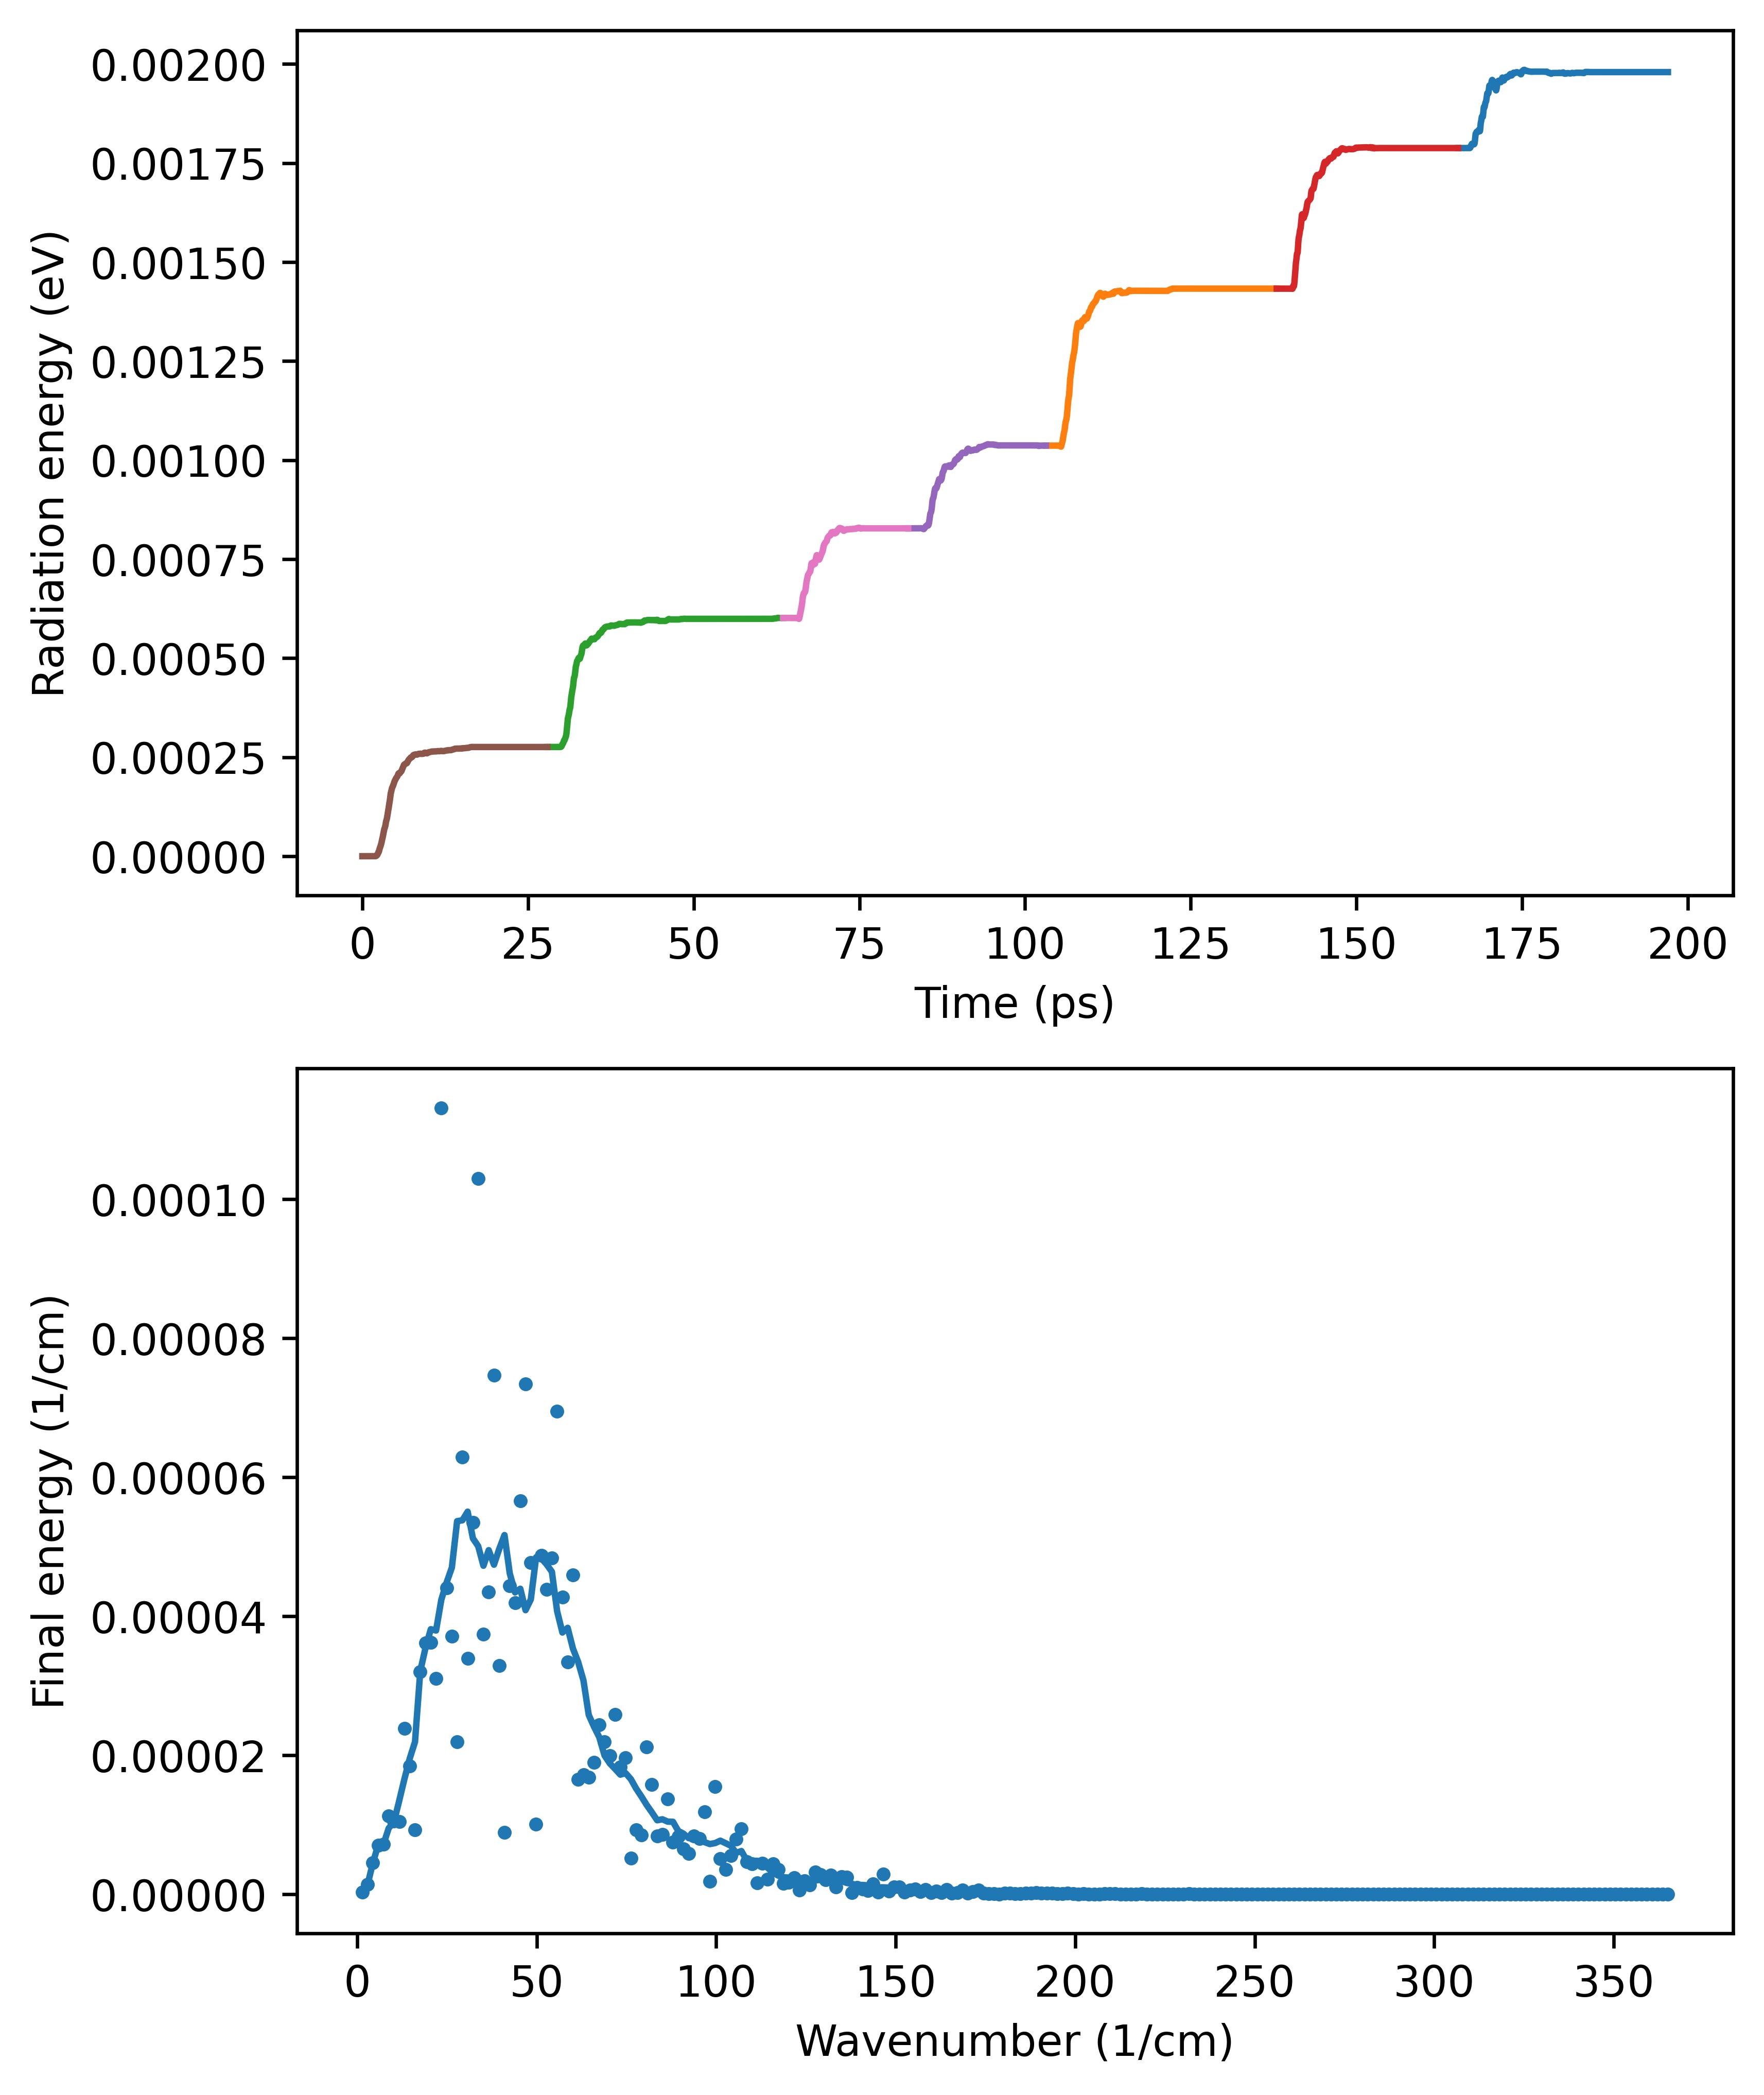 0.00200
0.00175
0.00150
0.00125
0.00100
0.00075
0.00050
0.00025
0.00000
Radiation energy (eV)
0 25 50 75 100 125 150 175 200
Time (ps)
0.00010
0.00008
0.00006
0.00004
0.00002
0.00000
Final energy (1/cm)
0 50 100 150 200 250 300 350
Wavenumber (1/cm)